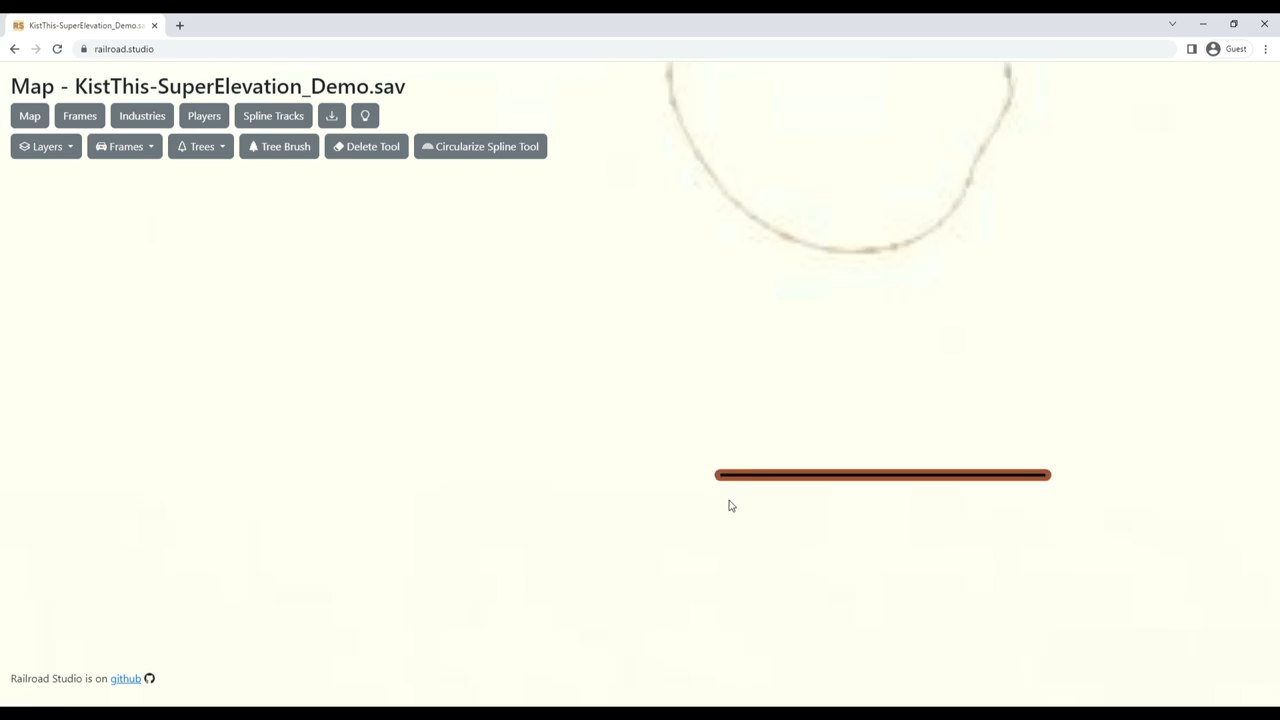 RS KistThis-SuperElevation_Demo.sa
railroad.studio
Guest
Map - KistThis-SuperElevation_Demo.sav
Map Frames Industries Players Spline Tracks
Layers Frames Trees Tree Brush Delete Tool Circularize Spline Tool
Railroad Studio is on github